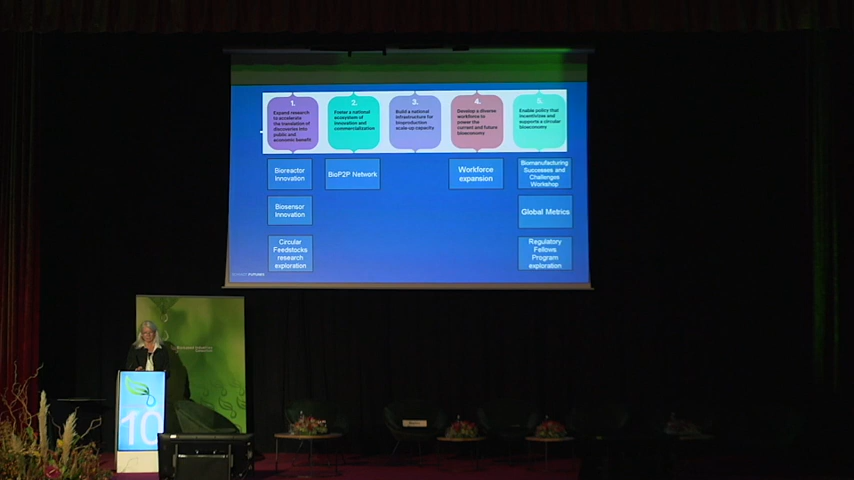 1.
Expand research
to accelerate
the translation of
discoveries into
public and
economic benefit
2.
Foster a national
ecosystem of
innovation and
commercialization
3.
Build a national
infrastructure for
bioproduction
scale-up capacity
4.
Develop a diverse
workforce to
power the
current and future
bioeconomy
5.
Enable policy that
incentivizes and
supports a circular
bioeconomy
Bioreactor
Innovation
BioP2P Network
Workforce
expansion
Biomanufacturing
Successes and
Challenges
Workshop
Biosensor
Innovation
Global Metrics
Circular
Feedstocks
research
exploration
Regulatory
Fellows
Program
exploration
FUTURES
10